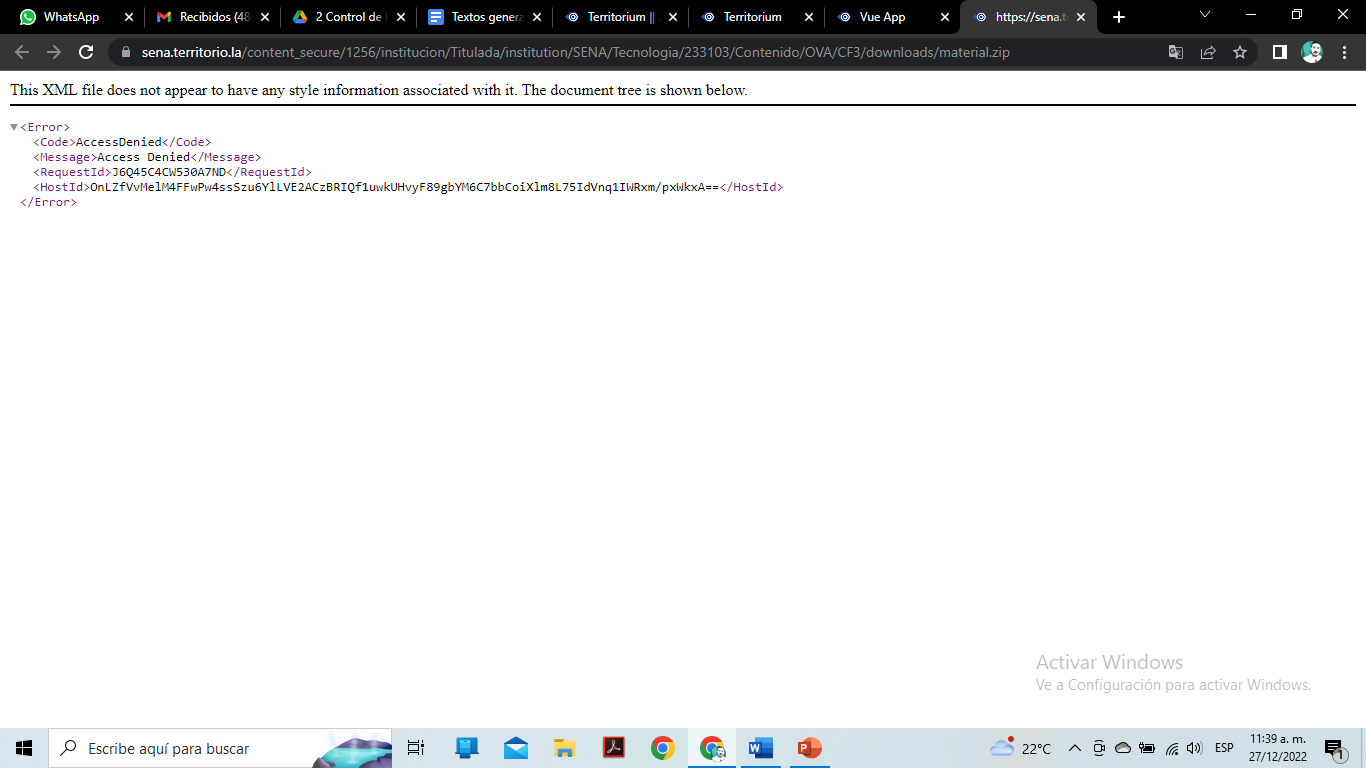 WhatsApp
Recibidos (48
2 Control de
Textos genera
Territorium ||
Territorium
Vue App
https://sena.t
sena.territorio.la/content_secure/1256/institucion/Titulada/institution/SENA/Tecnologia/233103/Contenido/OVA/CF3/downloads/material.zip
This XML file does not appear to have any style information associated with it. The document tree is shown below.
<Error>
<Code>AccessDenied</Code>
<Message>Access Denied</Message>
<RequestId>J6Q45C4CW530A7ND</RequestId>
<HostId>OnLZfVvMelM4FFwPw4ssSzu6YlLVE2ACzBRIQf1uwkUHvyF89gbYM6C7bbCoiXlm8L75IdVnq1IWRxm/pxWkxA==</HostId>
</Error>
Activar Windows
Ve a Configuración para activar Windows.
Escribe aquí para buscar
22°C
ESP
11:39 a. m.
27/12/2022
1